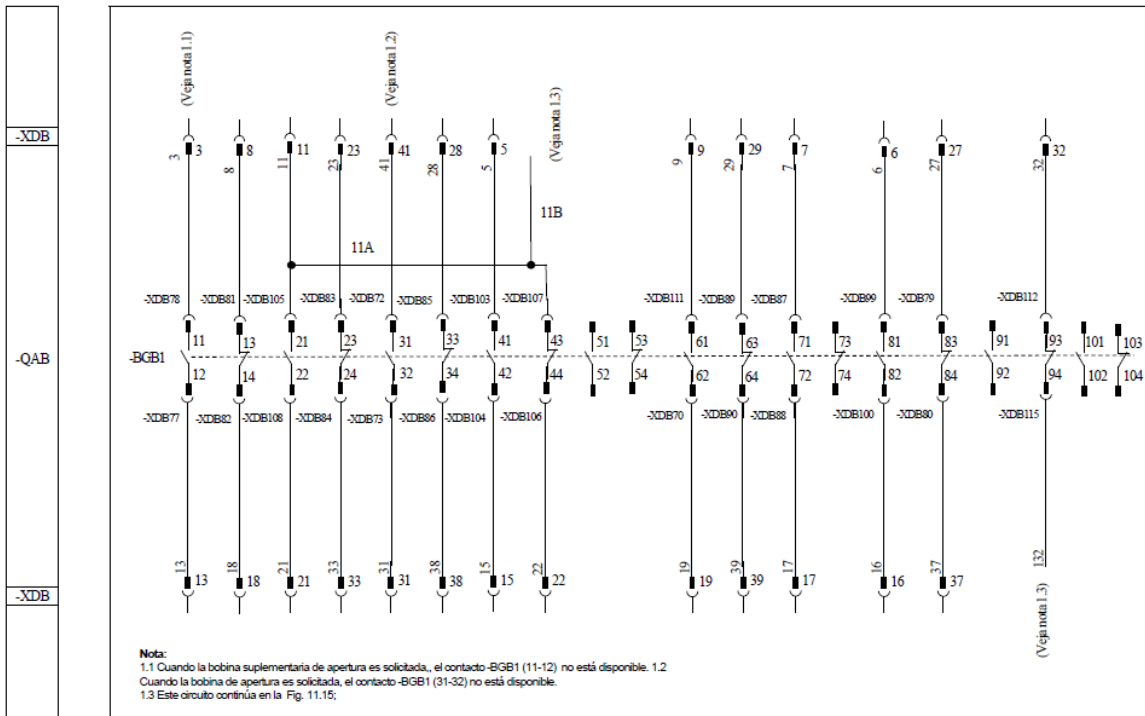 (Veja nota 1.1)
(Veja nota 1.2)
(Veja nota 1.3)
-XDB
3 8 11 23 41 28 5 9 29 7 6 27 32
3 8 11 23 41 28 5 9 29 7 6 27 32
11B
11A
-XDB78 -XDB81 -XDB105 -XDB83 -XDB72 -XDB85 -XDB103 -XDB107 -XDB111 -XDB89 -XDB87 -XDB99 -XDB79 -XDB112
11 13 21 23 31 33 41 43 51 53 61 63 71 73 81 83 91 93 101 103
-QAB
-BGB1
12 14 22 24 32 34 42 44 52 54 62 64 72 74 82 84 92 94 102 104
-XDB77 -XDB82 -XDB108 -XDB84 -XDB73 -XDB86 -XDB104 -XDB106 -XDB70 -XDB90 -XDB88 -XDB100 -XDB80 -XDB115
13 18 21 33 31 38 15 22 19 39 17 16 37 132
13 18 21 33 31 38 15 22 19 39 17 16 37
-XDB
(Veja nota 1.3)
Nota:
1.1 Cuando la bobina suplementaria de apertura es solicitada,, el contacto -BGB1 (11-12) no está disponible. 1.2
Cuando la bobina de apertura es solicitada, el contacto -BGB1 (31-32) no está disponible.
1.3 Este circuito continúa en la Fig. 11.15;